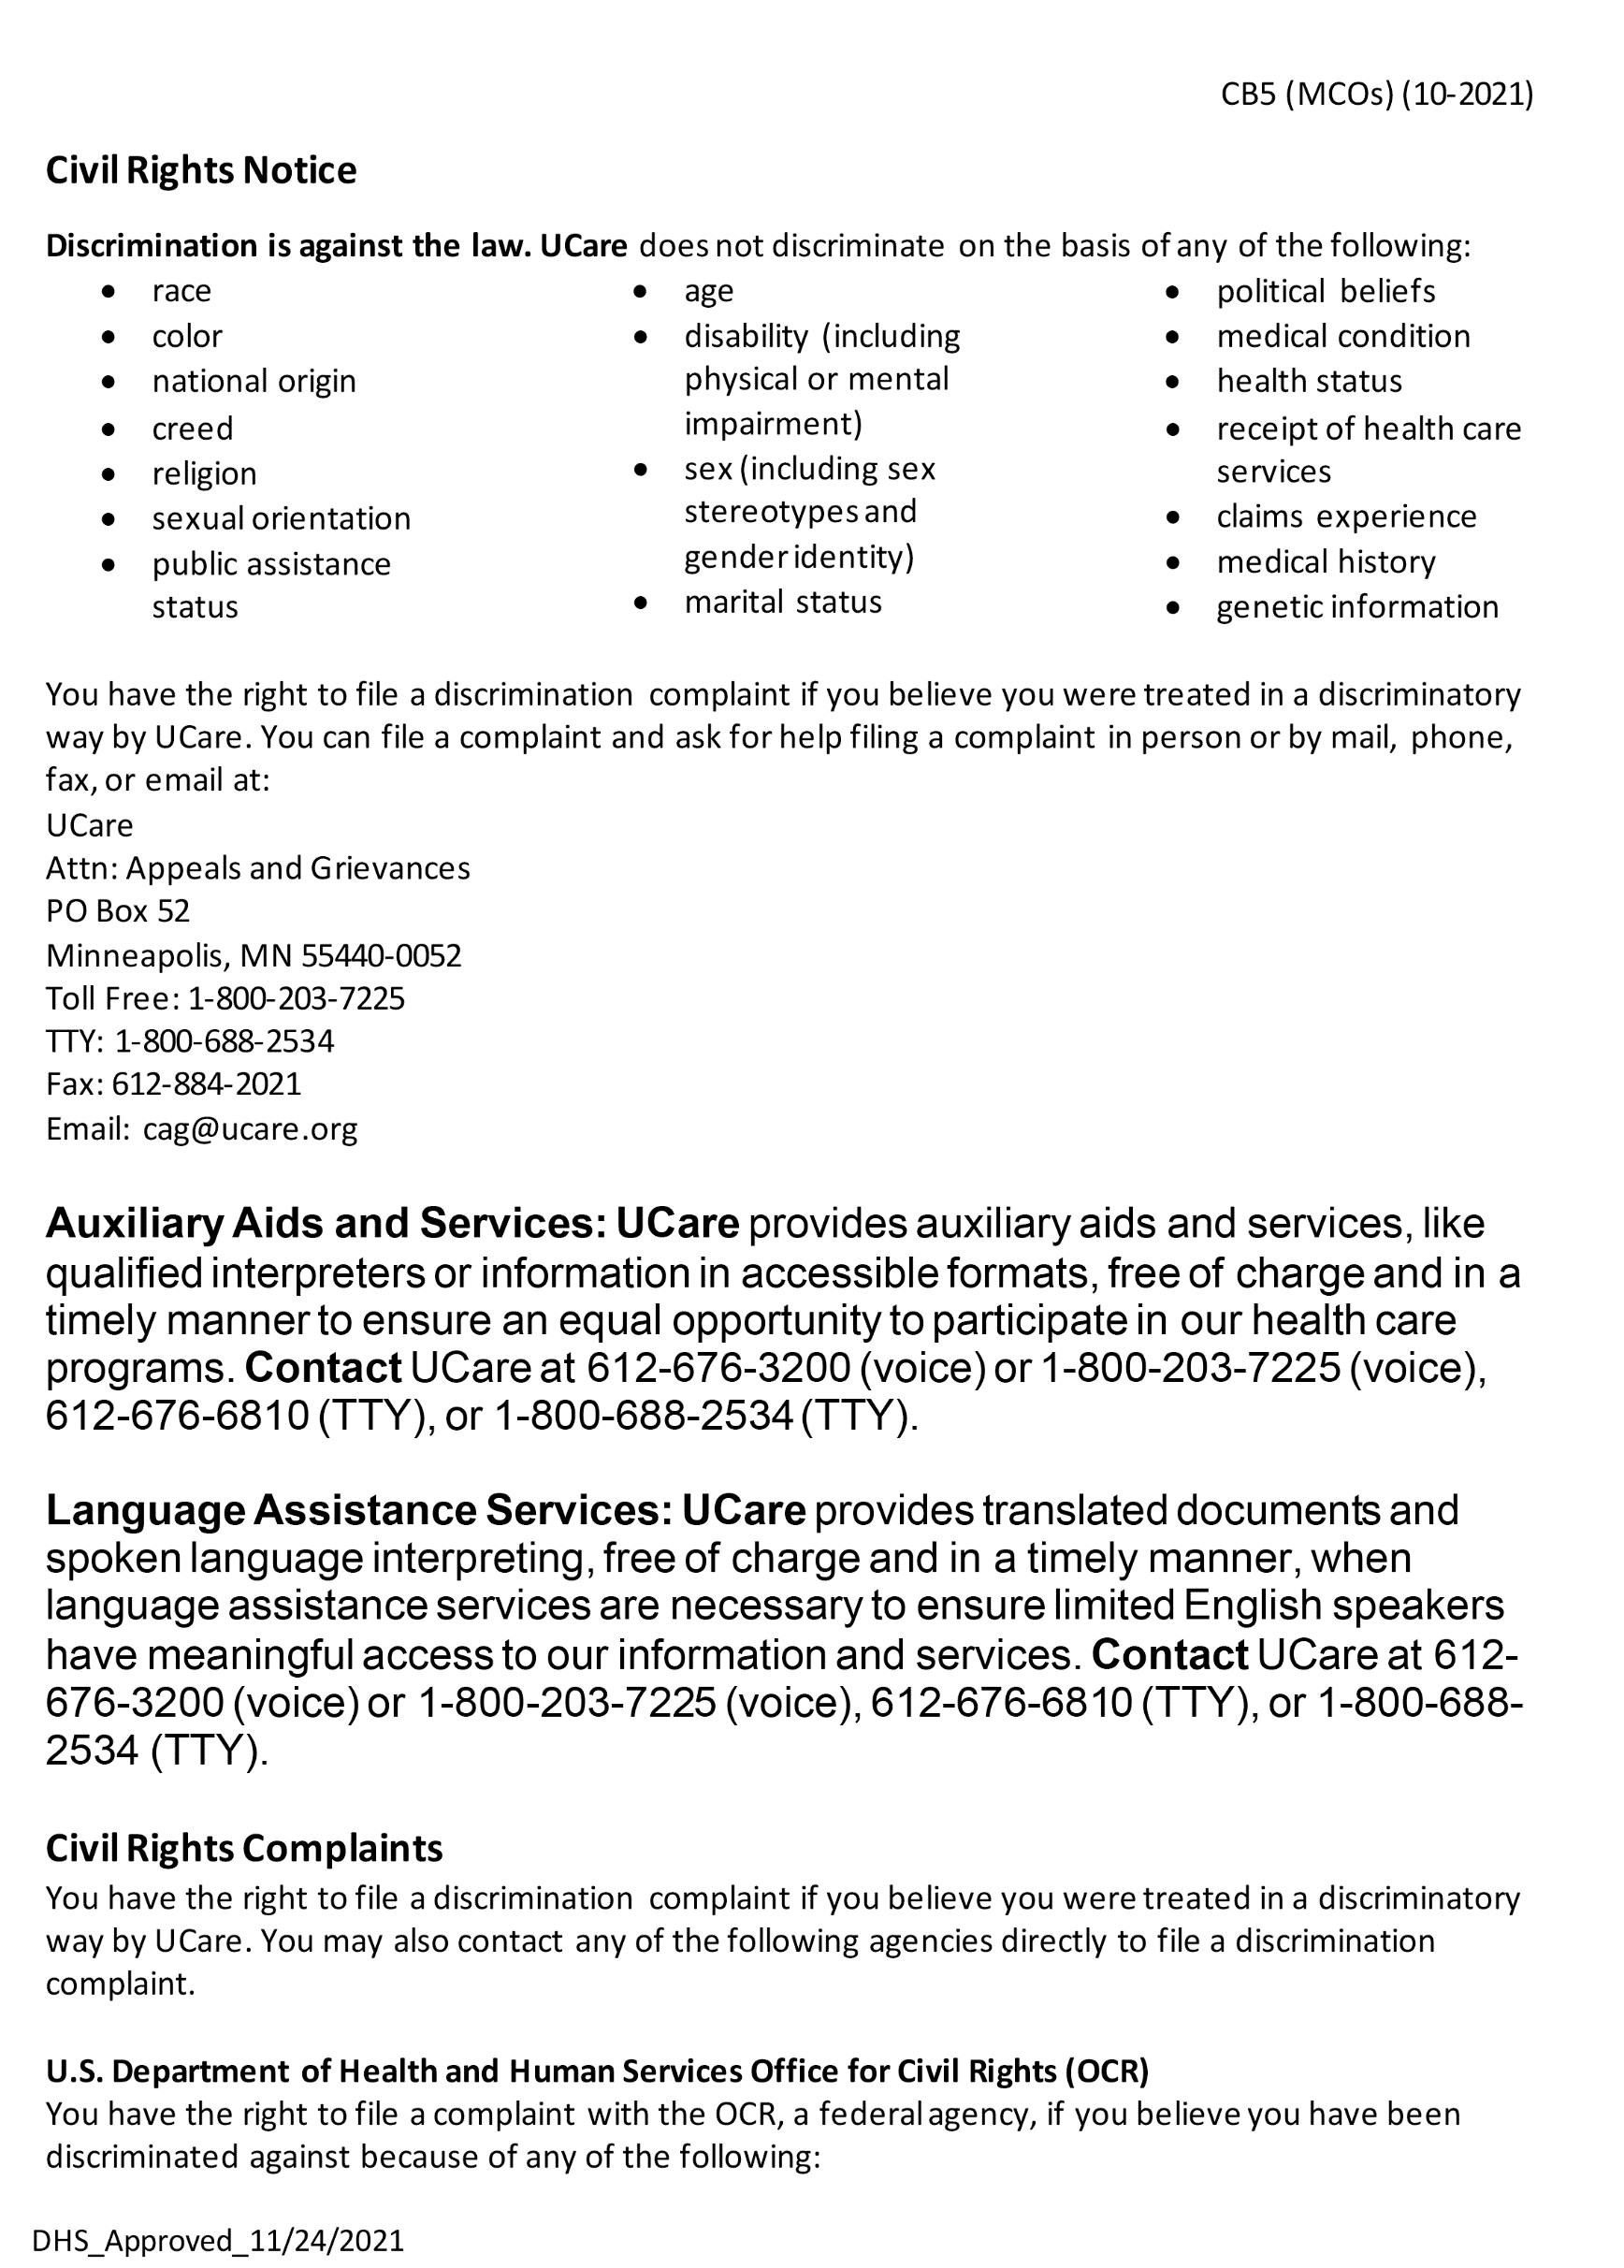 CB5 (MCOs) (10-2021)
Civil Rights Notice
Discrimination is against the law. UCare does not discriminate on the basis of any of the following:
• race
• color
• national origin
• creed
• religion
• sexual orientation
• public assistance
status
• age
• disability (including
physical or mental
impairment)
• sex (including sex
stereotypes and
gender identity)
• marital status
• political beliefs
• medical condition
• health status
• receipt of health care
services
• claims experience
• medical history
• genetic information
You have the right to file a discrimination complaint if you believe you were treated in a discriminatory
way by UCare. You can file a complaint and ask for help filing a complaint in person or by mail, phone,
fax, or email at:
UCare
Attn: Appeals and Grievances
PO Box 52
Minneapolis, MN 55440-0052
Toll Free: 1-800-203-7225
TTY: 1-800-688-2534
Fax: 612-884-2021
Email: cag@ucare.org
Auxiliary Aids and Services: UCare provides auxiliary aids and services, like
qualified interpreters or information in accessible formats, free of charge and in a
timely manner to ensure an equal opportunity to participate in our health care
programs. Contact UCare at 612-676-3200 (voice) or 1-800-203-7225 (voice),
612-676-6810 (TTY), or 1-800-688-2534 (TTY).
Language Assistance Services: UCare provides translated documents and
spoken language interpreting, free of charge and in a timely manner, when
language assistance services are necessary to ensure limited English speakers
have meaningful access to our information and services. Contact UCare at 612-
676-3200 (voice) or 1-800-203-7225 (voice), 612-676-6810 (TTY), or 1-800-688-
2534 (TTY).
Civil Rights Complaints
You have the right to file a discrimination complaint if you believe you were treated in a discriminatory
way by UCare. You may also contact any of the following agencies directly to file a discrimination
complaint.
U.S. Department of Health and Human Services Office for Civil Rights (OCR)
You have the right to file a complaint with the OCR, a federal agency, if you believe you have been
discriminated against because of any of the following:
DHS_Approved_11/24/2021